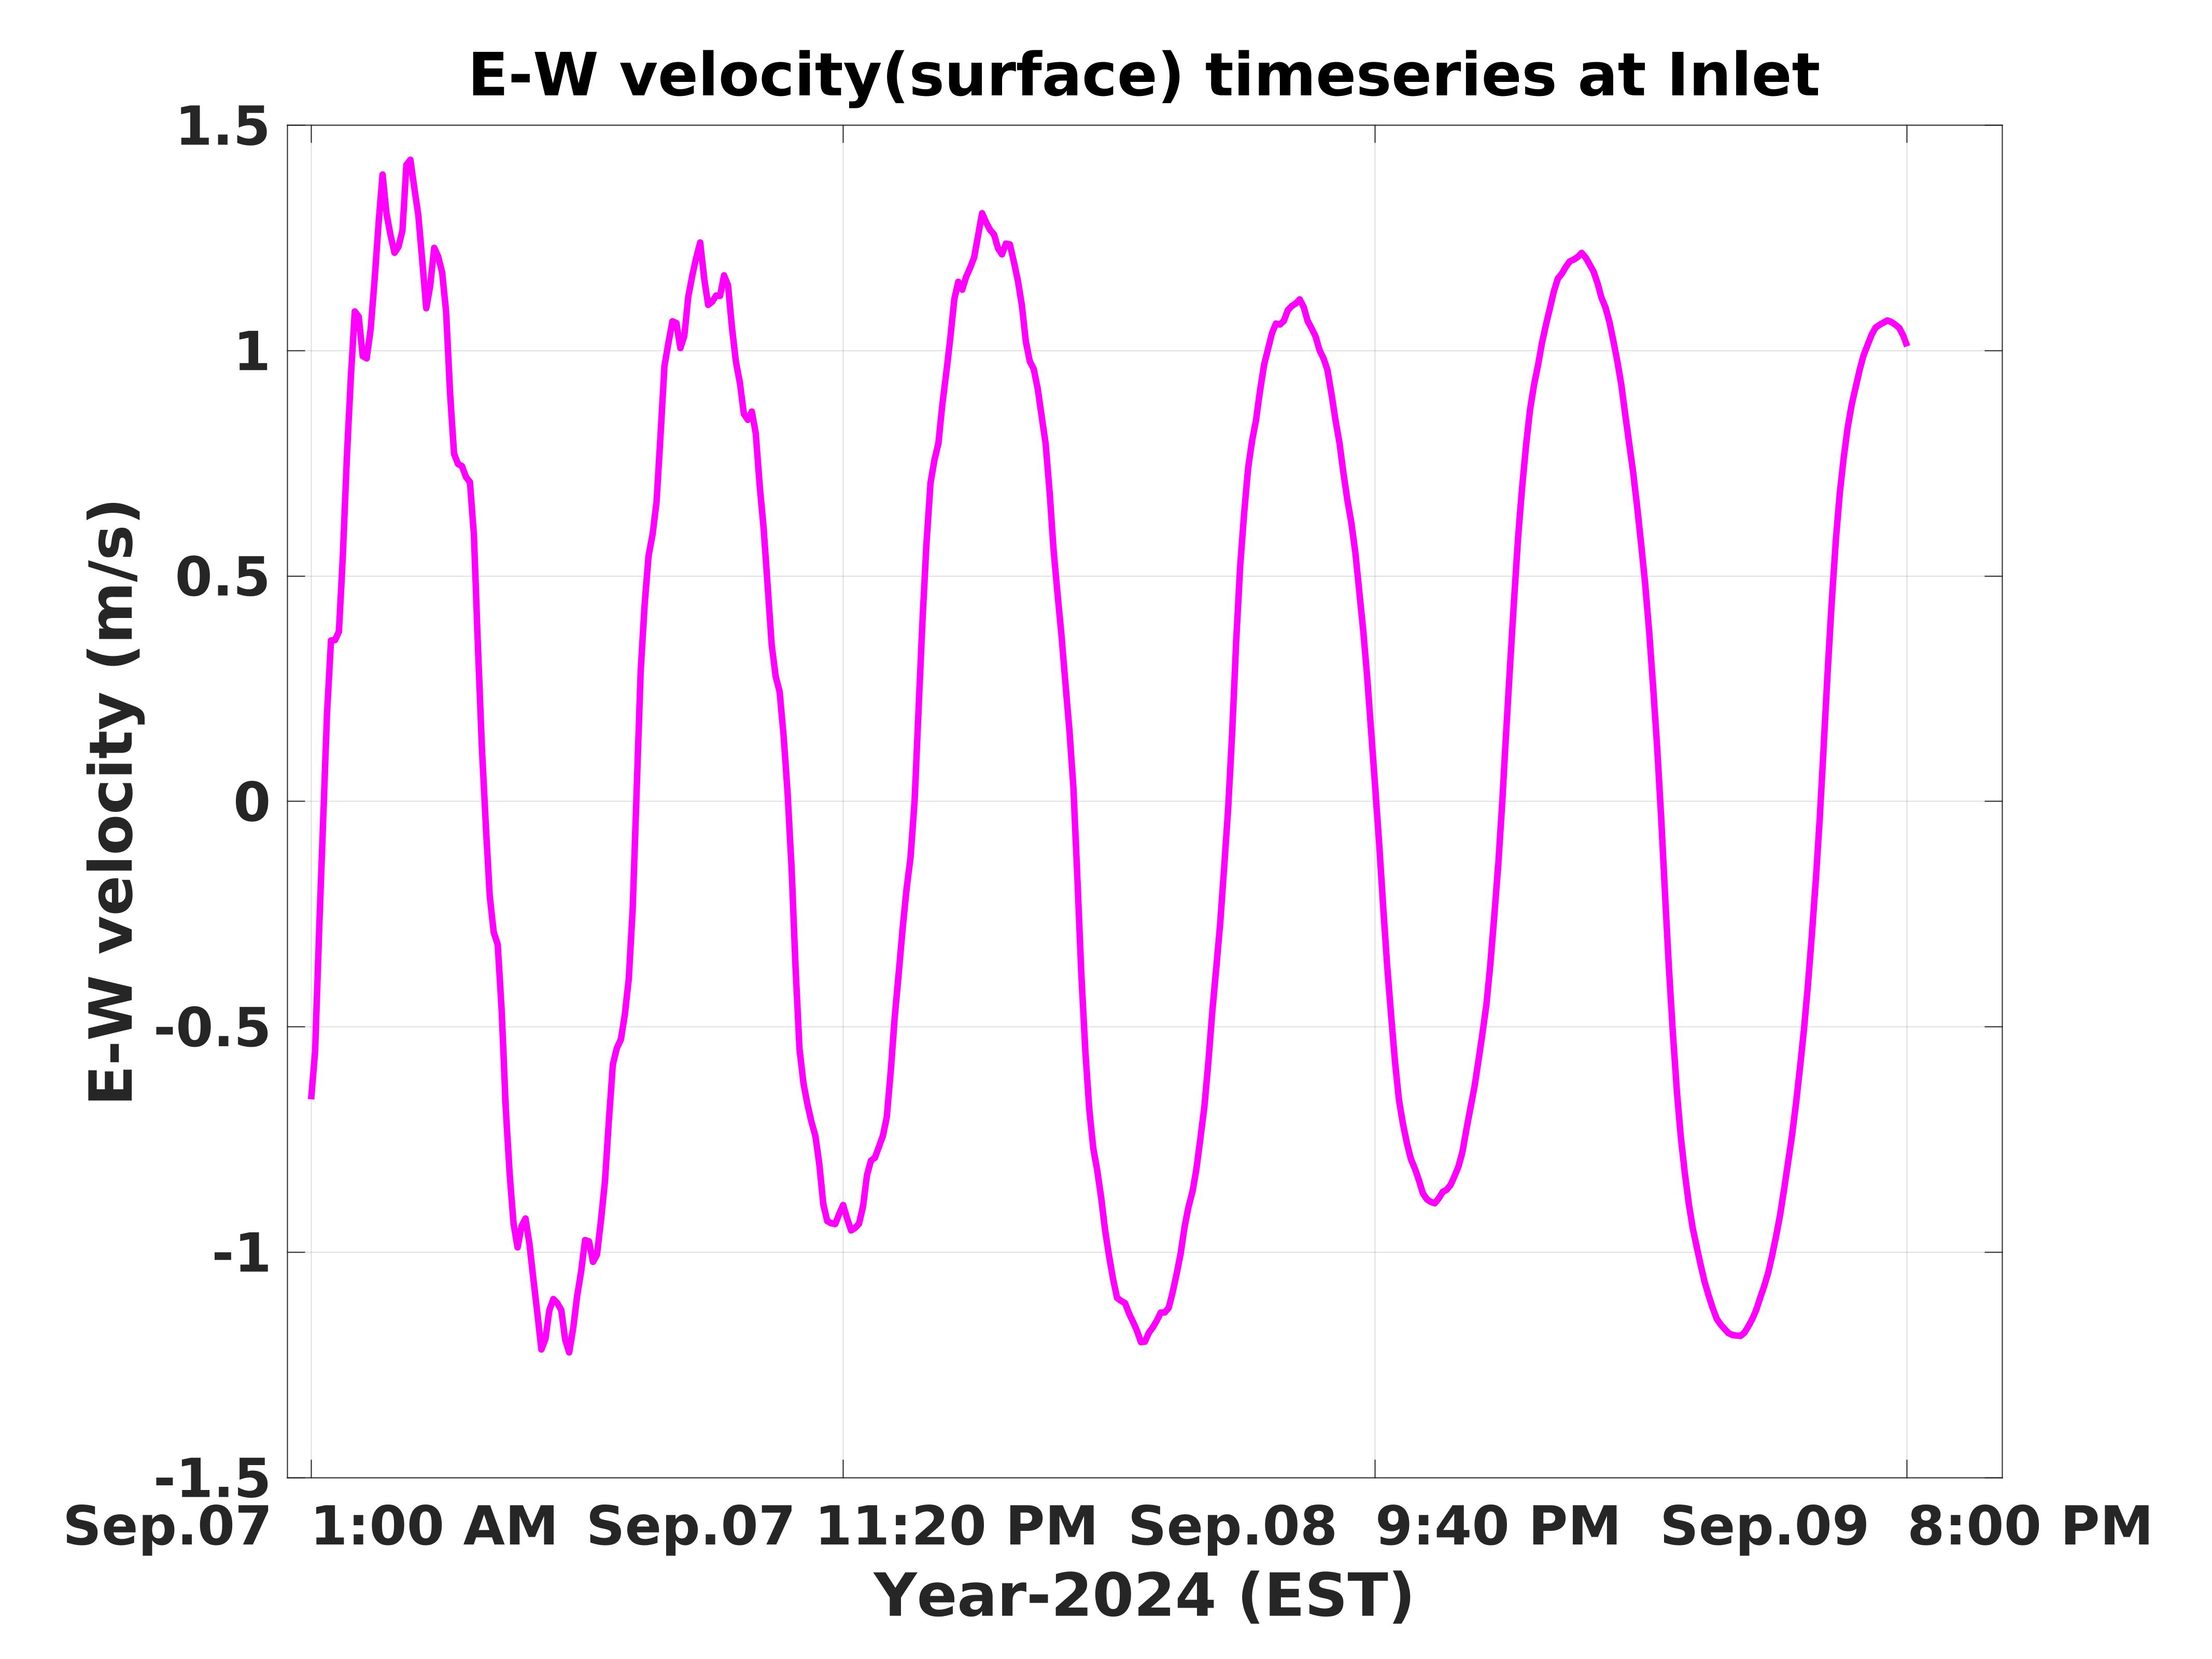 E-W velocity(surface) timeseries at Inlet
E-W velocity (m/s)
1.5
1
0.5
0
-0.5
-1
-1.5
Sep.07 1:00 AM Sep.07 11:20 PM Sep.08 9:40 PM Sep.09 8:00 PM
Year-2024 (EST)